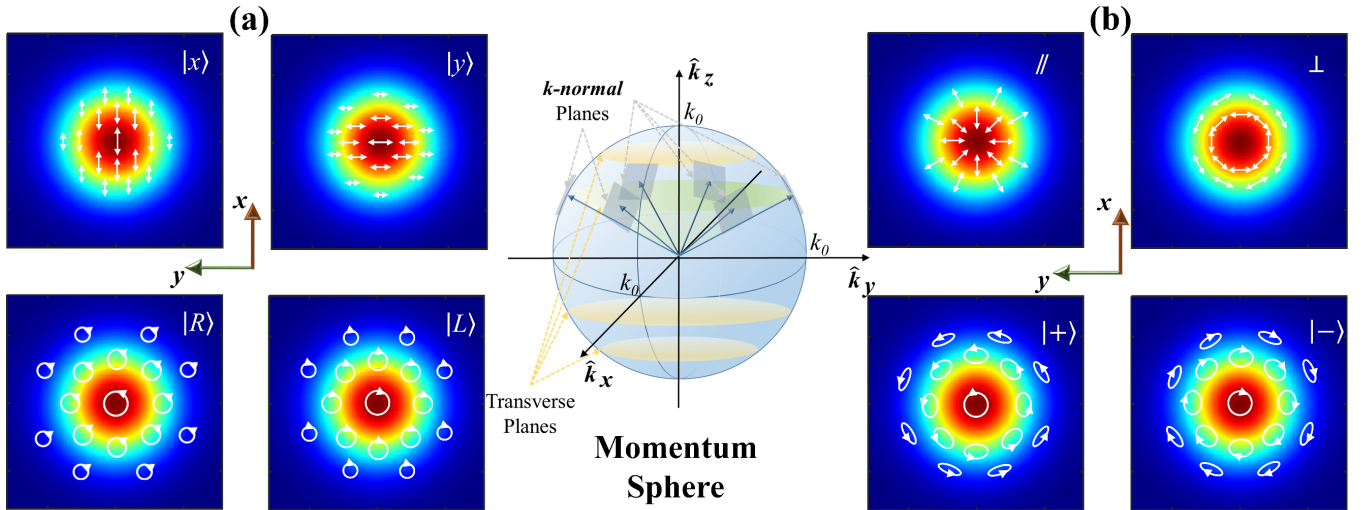 (a)
(b)
|x⟩
|y⟩
//
⊥
k̂z
k-normal
Planes
k0
x
y
k0
k̂y
k0
k̂x
x
y
|R⟩
|L⟩
|+⟩
|−⟩
Transverse
Planes
Momentum
Sphere